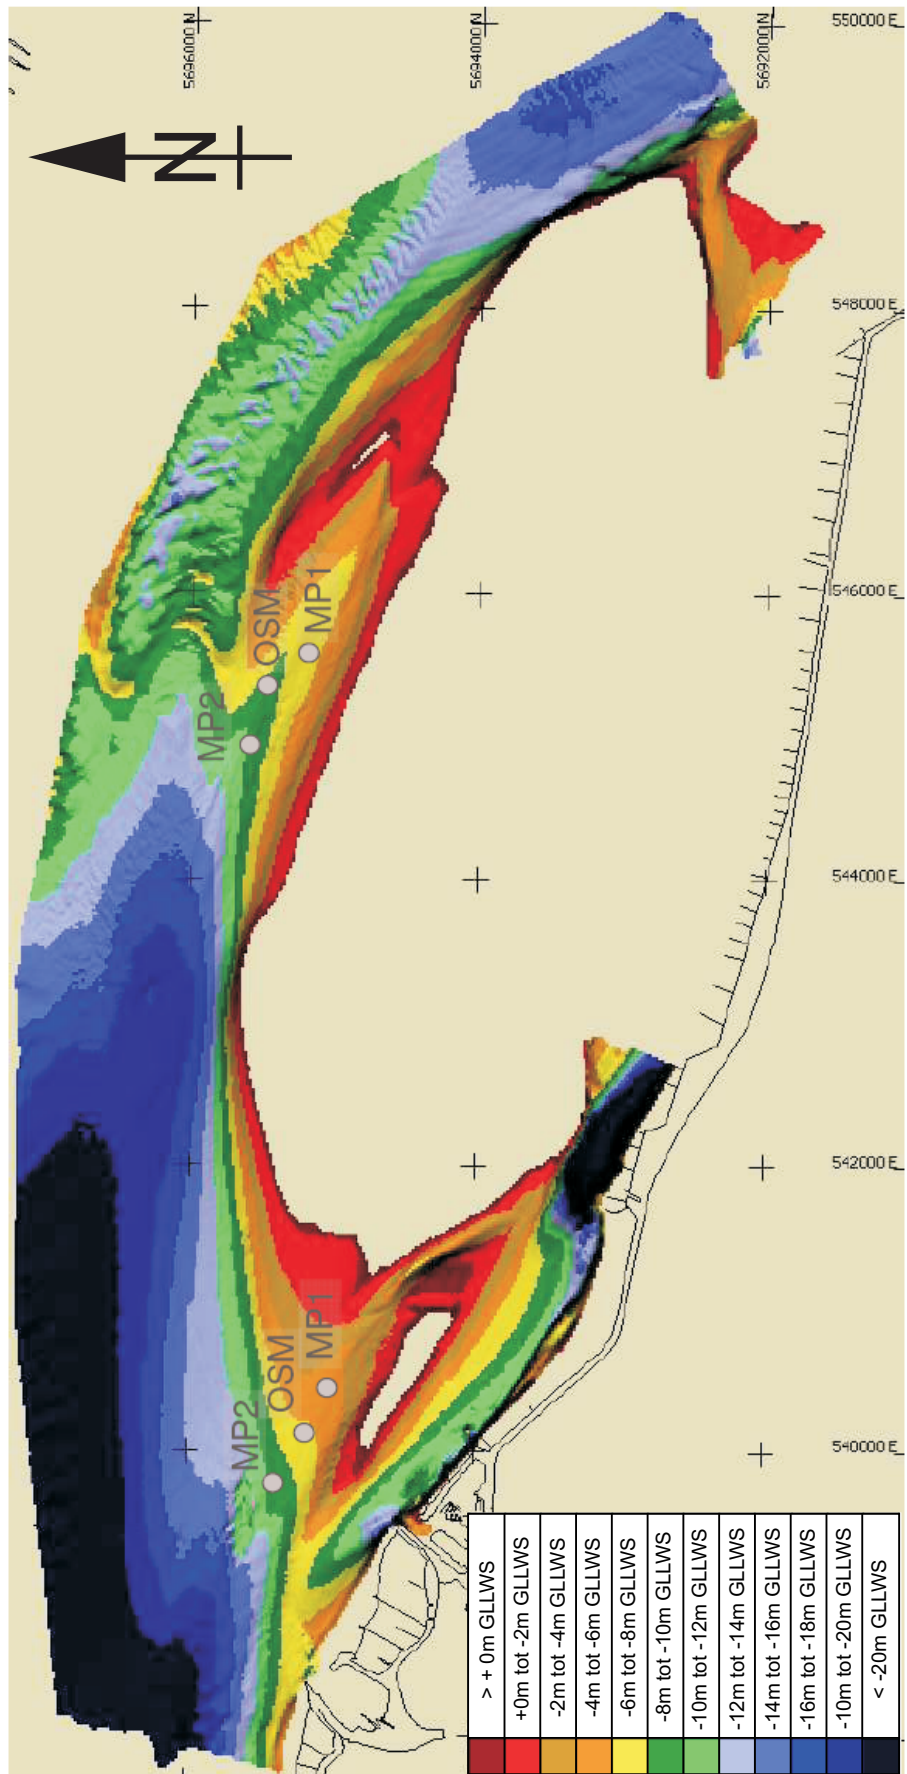 5696000 N
5694000 N
5692000 N
550000 E
N
548000 E
546000 E
OSM
MP1
MP2
544000 E
542000 E
MP1
OSM
MP2
540000 E
> + 0m GLLWS
+0m tot -2m GLLWS
-2m tot -4m GLLWS
-4m tot -6m GLLWS
-6m tot -8m GLLWS
-8m tot -10m GLLWS
-10m tot -12m GLLWS
-12m tot -14m GLLWS
-14m tot -16m GLLWS
-16m tot -18m GLLWS
-10m tot -20m GLLWS
< -20m GLLWS